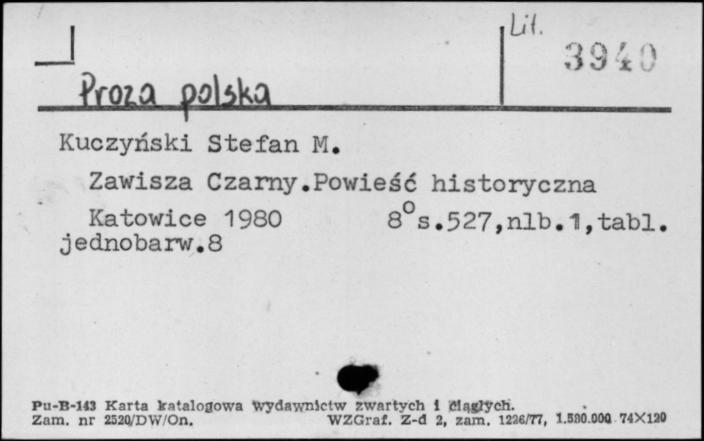 Lit.
3940
Proza polska
Kuczyński Stefan M.
Zawisza Czarny.Powieść historyczna
Katowice 1980 8° s.527,nlb.1,tabl.
jednobarw.8
Pu-B-143 Karta katalogowa wydawnictw zwartych i ciągłych.
Zam. nr 2520/DW/On. WZGraf. Z-d 2, zam. 1226/77, 1.500.000 74X120